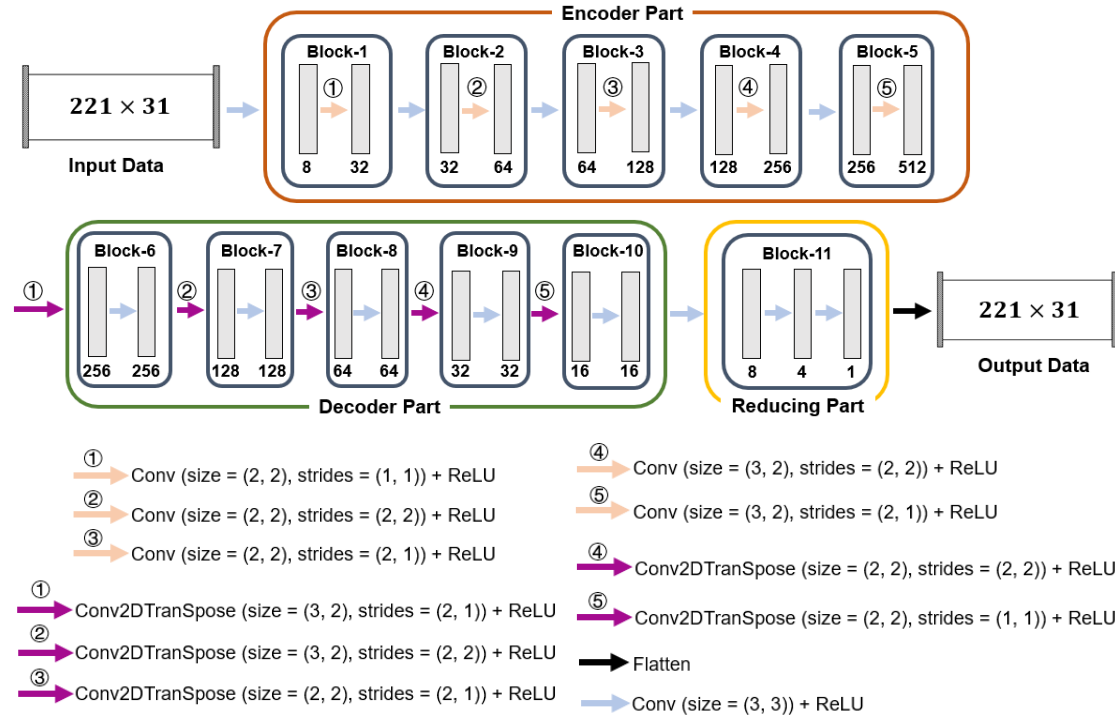 Encoder Part
Block-1 Block-2 Block-3 Block-4 Block-5
221 × 31
① ② ③ ④ ⑤
Input Data
8 32 32 64 64 128 128 256 256 512
Block-6 Block-7 Block-8 Block-9 Block-10 Block-11
① ② ③ ④ ⑤
221 × 31
256 256 128 128 64 64 32 32 16 16 8 4 1
Output Data
Decoder Part
Reducing Part
① Conv (size = (2, 2), strides = (1, 1)) + ReLU
② Conv (size = (2, 2), strides = (2, 2)) + ReLU
③ Conv (size = (2, 2), strides = (2, 1)) + ReLU
① Conv2DTranSpose (size = (3, 2), strides = (2, 1)) + ReLU
② Conv2DTranSpose (size = (3, 2), strides = (2, 2)) + ReLU
③ Conv2DTranSpose (size = (2, 2), strides = (2, 1)) + ReLU
④ Conv (size = (3, 2), strides = (2, 2)) + ReLU
⑤ Conv (size = (3, 2), strides = (2, 1)) + ReLU
④ Conv2DTranSpose (size = (2, 2), strides = (2, 2)) + ReLU
⑤ Conv2DTranSpose (size = (2, 2), strides = (1, 1)) + ReLU
Flatten
Conv (size = (3, 3)) + ReLU